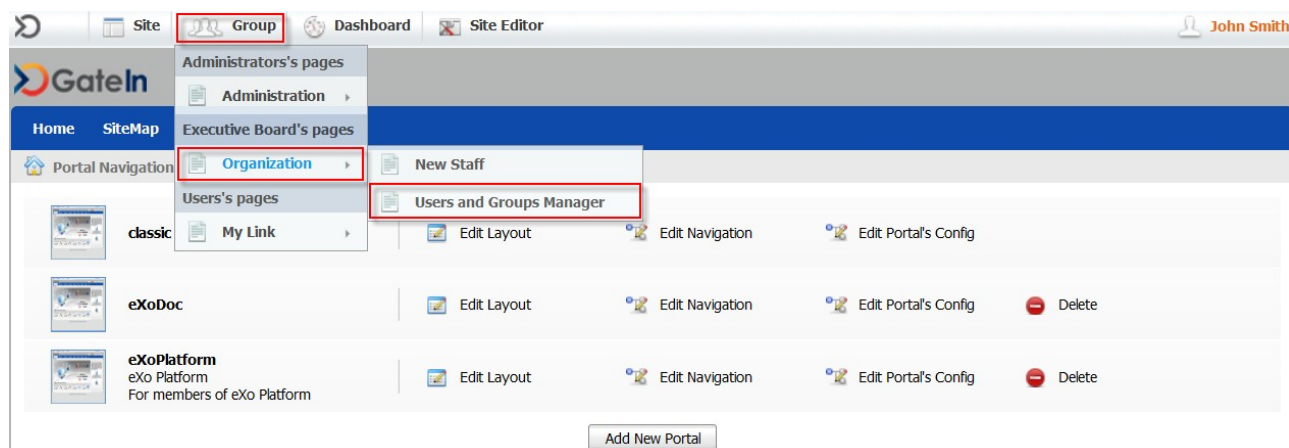 Site Group Dashboard Site Editor John Smith
Administrators's pages
GateIn
Administration
Home SiteMap Executive Board's pages
Portal Navigation Organization New Staff
Users's pages Users and Groups Manager
classic My Link Edit Layout Edit Navigation Edit Portal's Config
eXoDoc Edit Layout Edit Navigation Edit Portal's Config Delete
eXoPlatform
eXo Platform Edit Layout Edit Navigation Edit Portal's Config Delete
For members of eXo Platform
Add New Portal